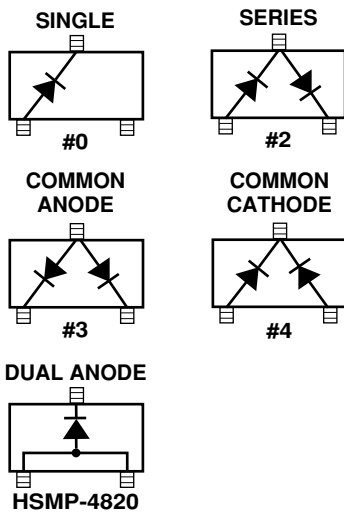 SINGLE
SERIES
#0
#2
COMMON
ANODE
COMMON
CATHODE
#3
#4
DUAL ANODE
HSMP-4820